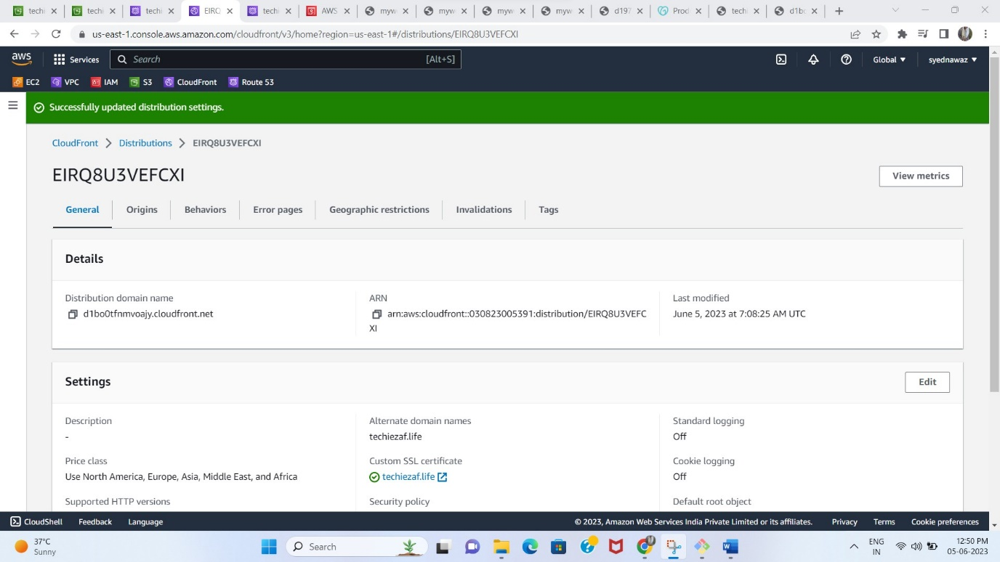 techi
techi
techi
EIRQ
techi
AWS
myw
myw
myw
myw
d197
Prod
techi
d1bo
us-east-1.console.aws.amazon.com/cloudfront/v3/home?region=us-east-1#/distributions/EIRQ8U3VEFCXI
aws
Services
Search
[Alt+S]
Global
syednawaz
EC2
VPC
IAM
S3
CloudFront
Route 53
Successfully updated distribution settings.
CloudFront
Distributions
EIRQ8U3VEFCXI
EIRQ8U3VEFCXI
View metrics
General
Origins
Behaviors
Error pages
Geographic restrictions
Invalidations
Tags
Details
Distribution domain name
d1bo0tfnmvoajy.cloudfront.net
ARN
arn:aws:cloudfront::030823005391:distribution/EIRQ8U3VEFC
XI
Last modified
June 5, 2023 at 7:08:25 AM UTC
Settings
Edit
Description
-
Alternate domain names
techiezaf.life
Standard logging
Off
Price class
Use North America, Europe, Asia, Middle East, and Africa
Custom SSL certificate
techiezaf.life
Cookie logging
Off
Supported HTTP versions
Security policy
Default root object
CloudShell
Feedback
Language
© 2023, Amazon Web Services India Private Limited or its affiliates.
Privacy
Terms
Cookie preferences
37°C
Sunny
Search
ENG
IN
12:50 PM
05-06-2023